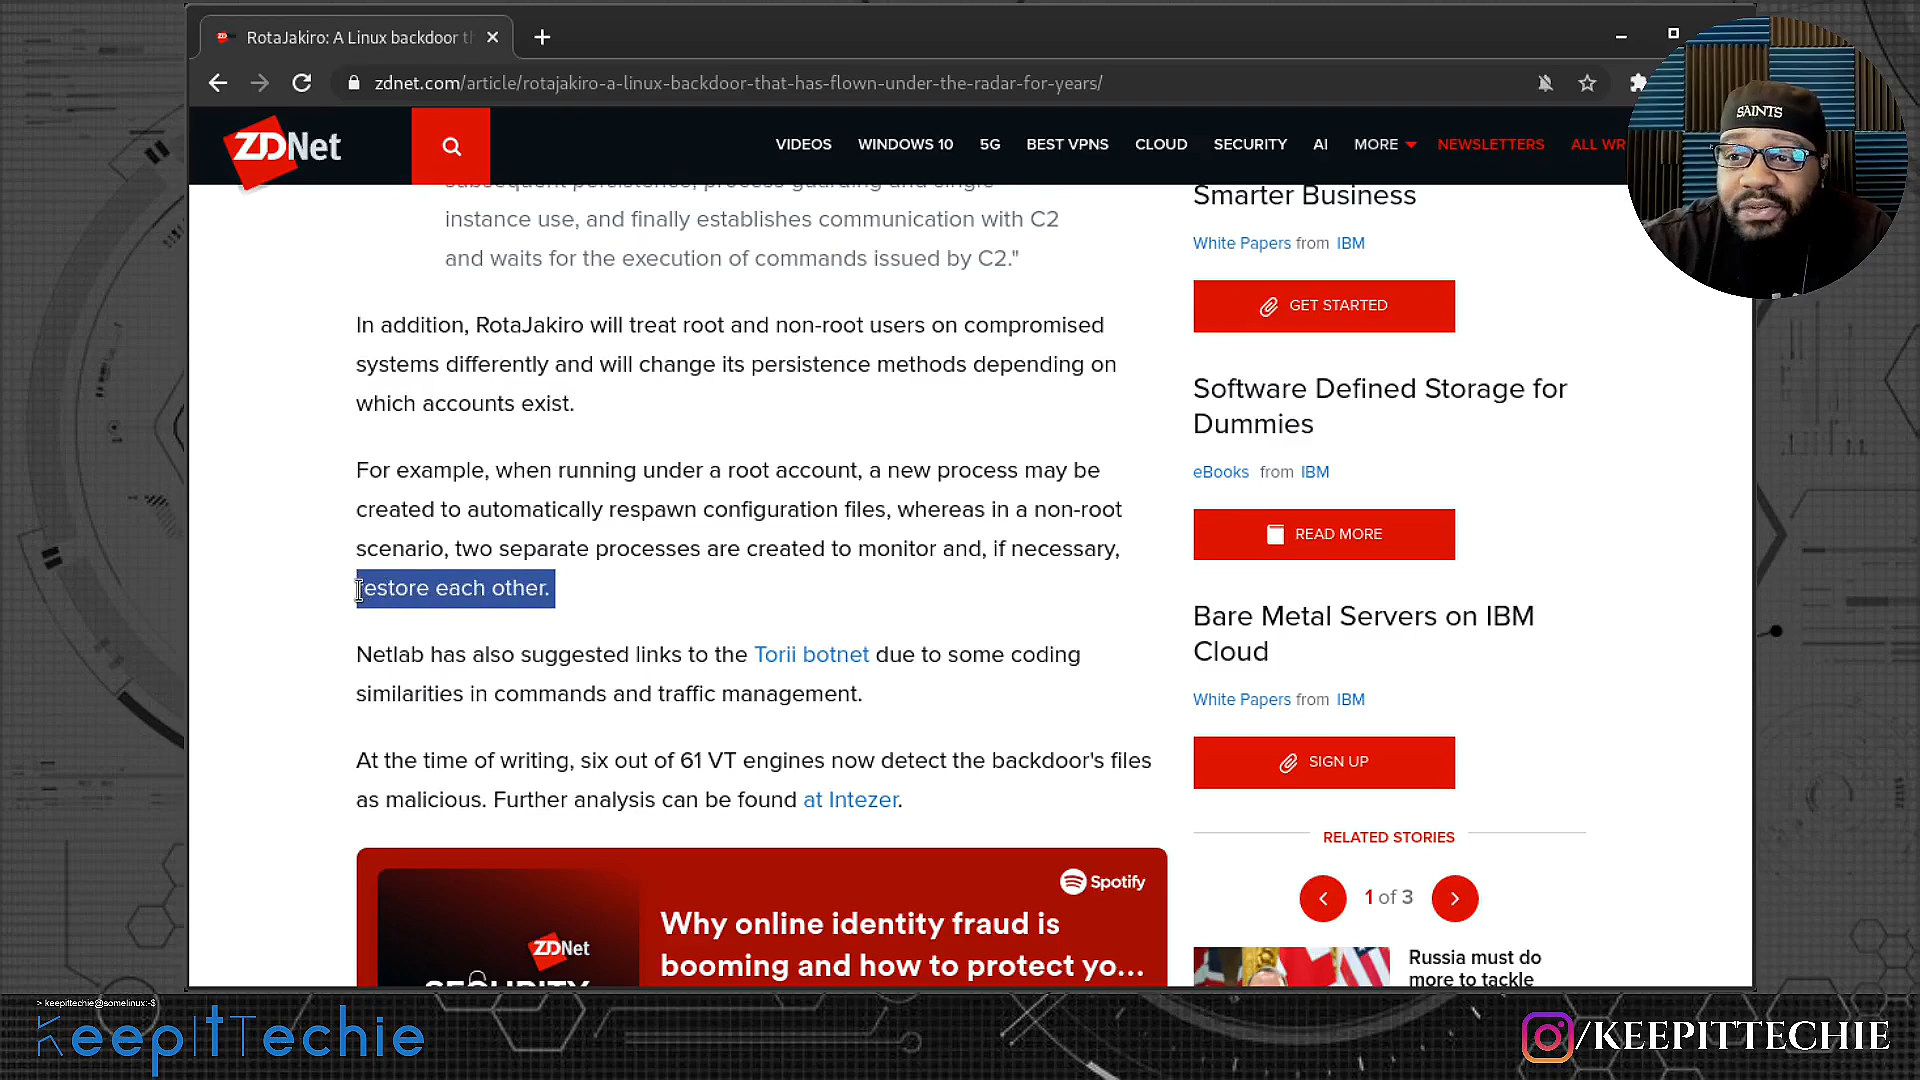 RotaJakiro: A Linux backdoor th
zdnet.com/article/rotajakiro-a-linux-backdoor-that-has-flown-under-the-radar-for-years/
ZDNet
VIDEOS WINDOWS 10 5G BEST VPNS CLOUD SECURITY AI MORE NEWSLETTERS ALL WR
SAINTS
subsequent persistence, process guarding and single
instance use, and finally establishes communication with C2
and waits for the execution of commands issued by C2."
In addition, RotaJakiro will treat root and non-root users on compromised
systems differently and will change its persistence methods depending on
which accounts exist.
For example, when running under a root account, a new process may be
created to automatically respawn configuration files, whereas in a non-root
scenario, two separate processes are created to monitor and, if necessary,
restore each other.
Netlab has also suggested links to the Torii botnet due to some coding
similarities in commands and traffic management.
At the time of writing, six out of 61 VT engines now detect the backdoor's files
as malicious. Further analysis can be found at Intezer.
Spotify
Why online identity fraud is
booming and how to protect yo...
ZDNet
SECURITY
Smarter Business
White Papers from IBM
GET STARTED
Software Defined Storage for
Dummies
eBooks from IBM
READ MORE
Bare Metal Servers on IBM
Cloud
White Papers from IBM
SIGN UP
RELATED STORIES
1 of 3
Russia must do
more to tackle
> keepittechie@somelinux:~$
KeepItTechie
/KEEPITTECHIE